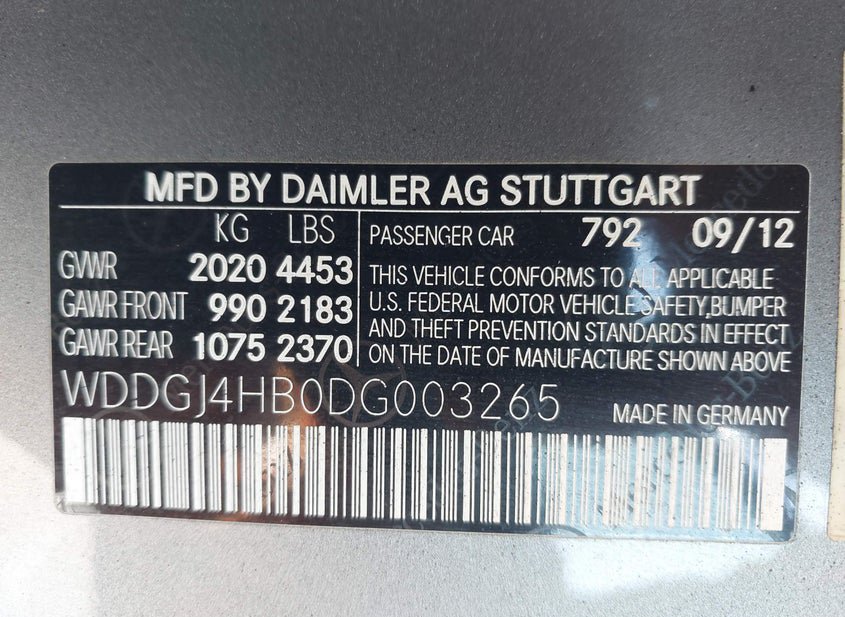 MFD BY DAIMLER AG STUTTGART
KG LBS
GVWR 2020 4453
GAWR FRONT 990 2183
GAWR REAR 1075 2370
PASSENGER CAR 792 09/12
THIS VEHICLE CONFORMS TO ALL APPLICABLE
U.S. FEDERAL MOTOR VEHICLE SAFETY,BUMPER
AND THEFT PREVENTION STANDARDS IN EFFECT
ON THE DATE OF MANUFACTURE SHOWN ABOVE
WDDGJ4HB0DG003265
MADE IN GERMANY